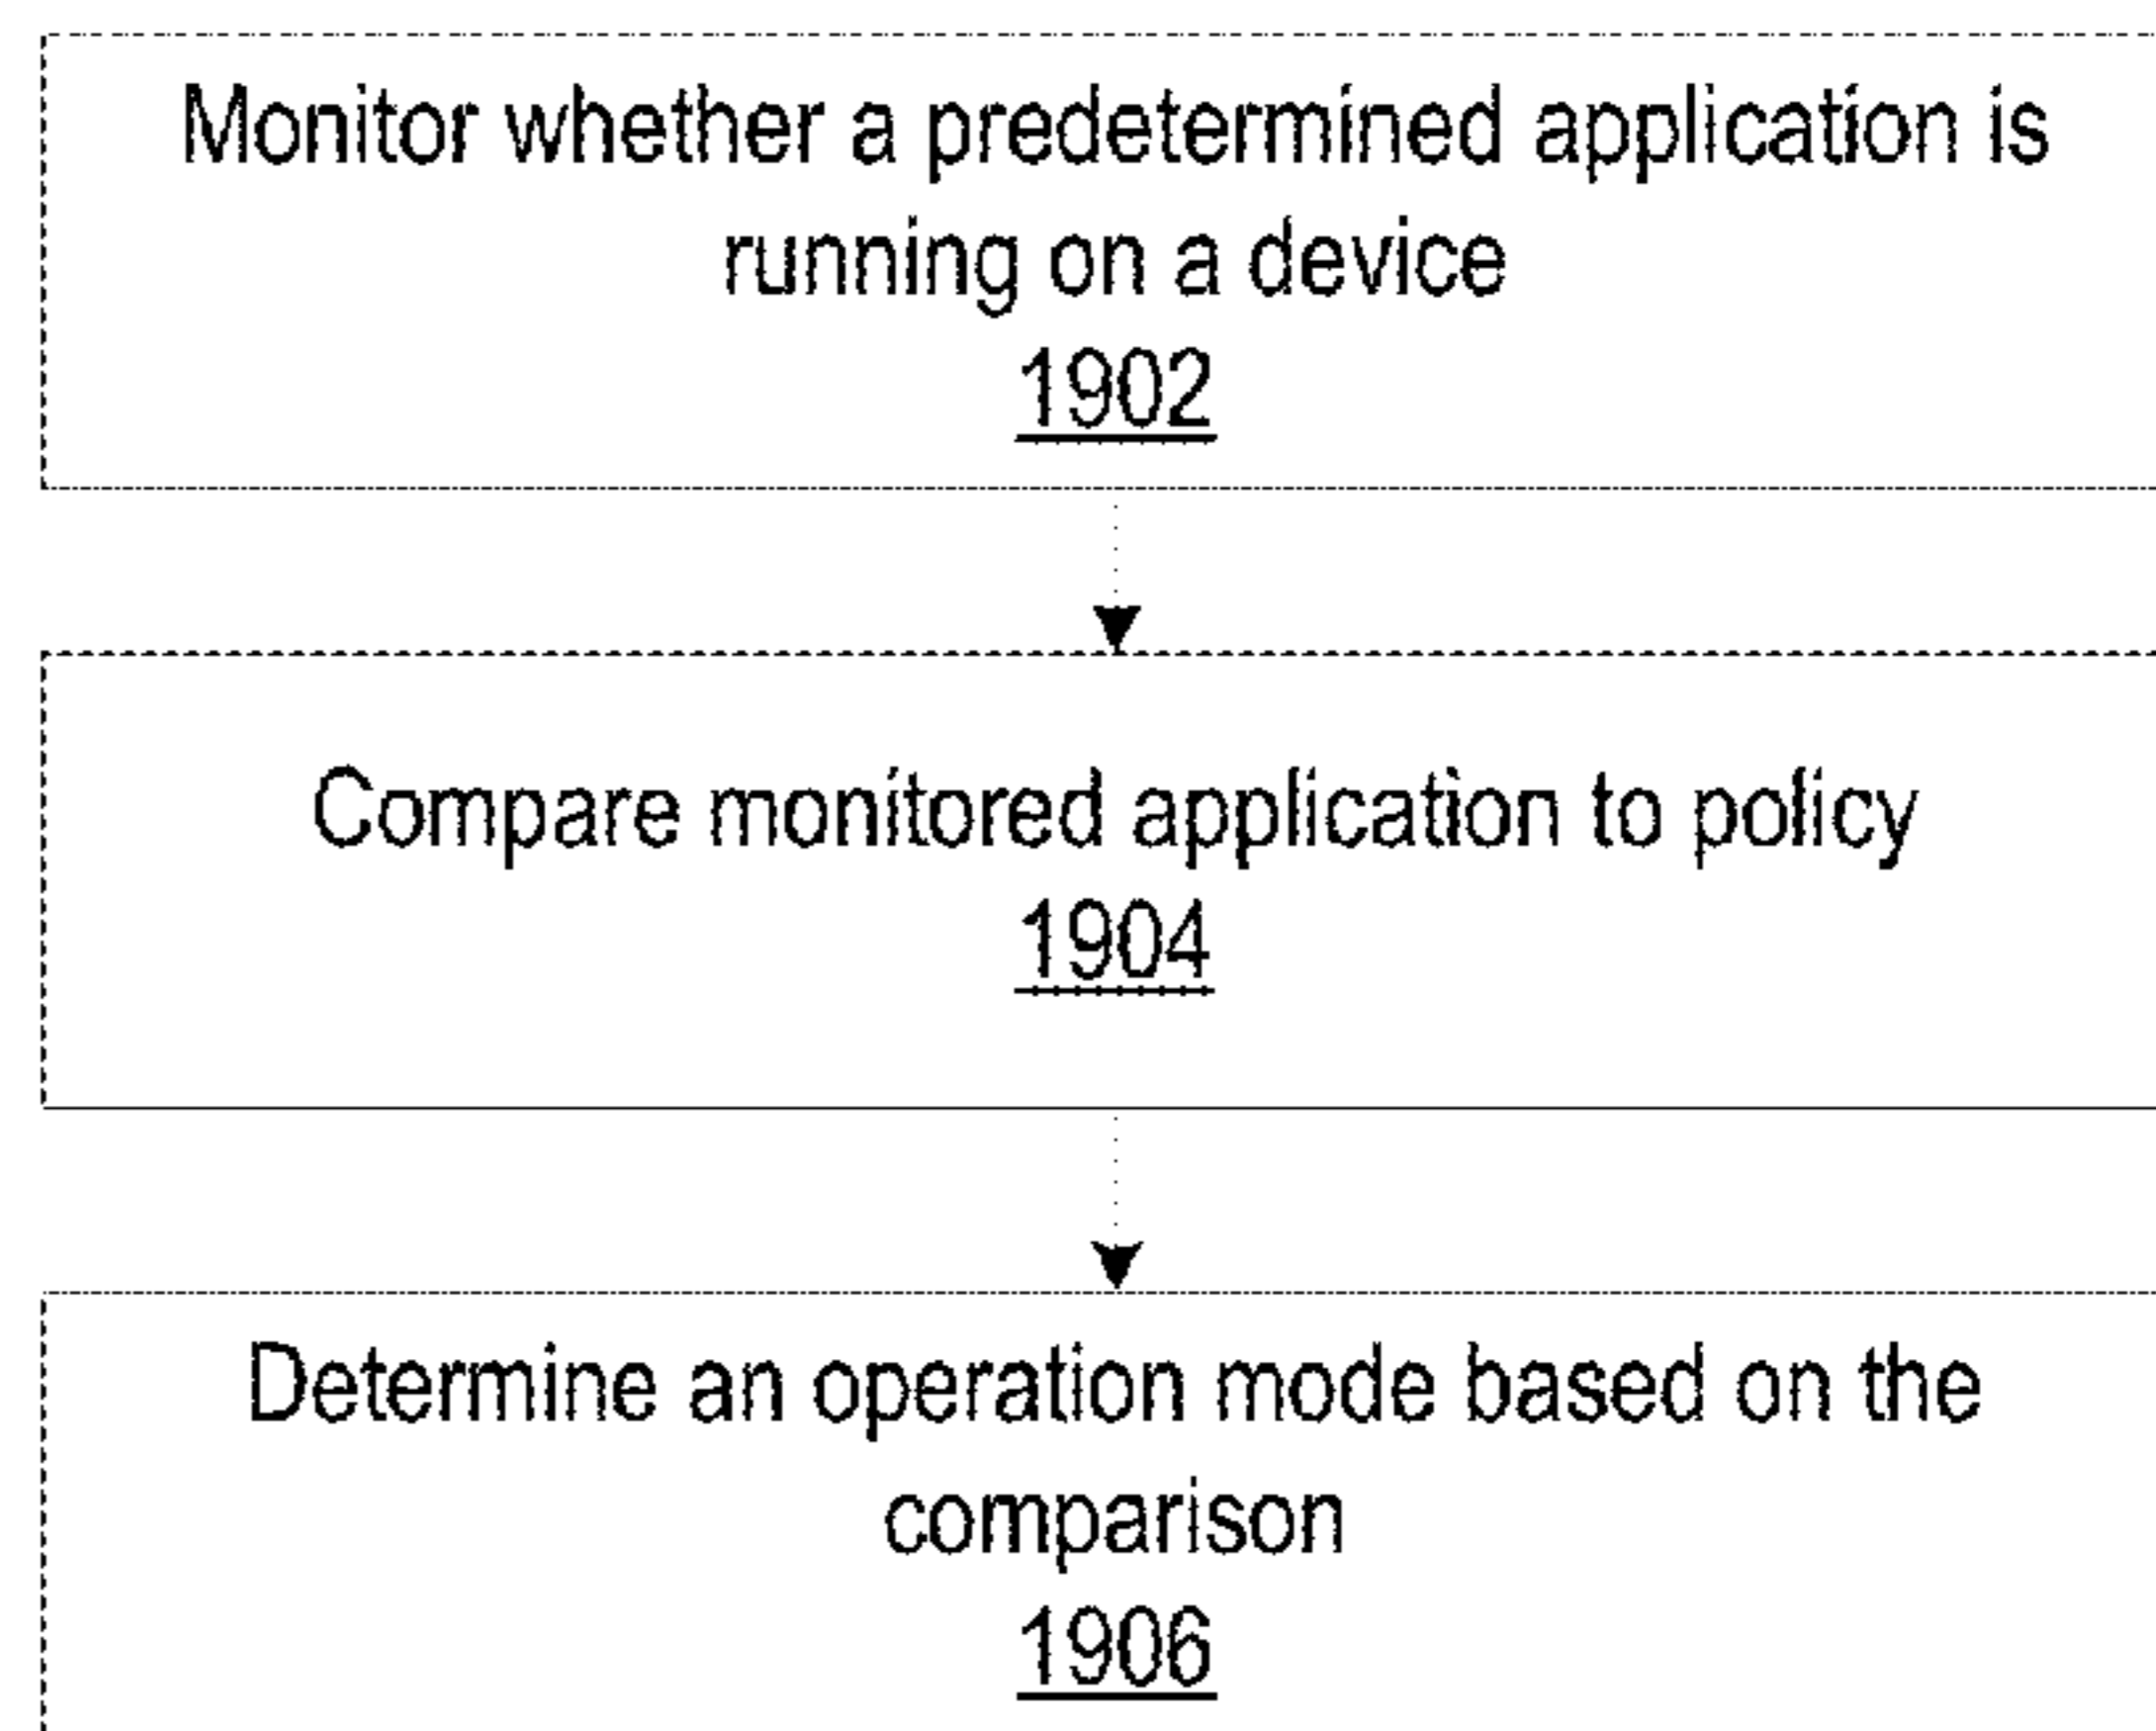 Monitor whether a predetermined application is
running on a device
1902
Compare monitored application to policy
1904
Determine an operation mode based on the
comparison
1906